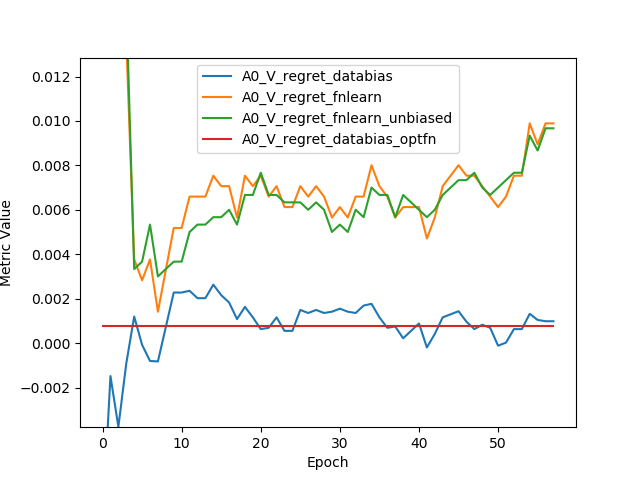 A0_V_regret_databias
A0_V_regret_fnlearn
A0_V_regret_fnlearn_unbiased
A0_V_regret_databias_optfn
Metric Value
0.012
0.010
0.008
0.006
0.004
0.002
0.000
−0.002
0 10 20 30 40 50
Epoch